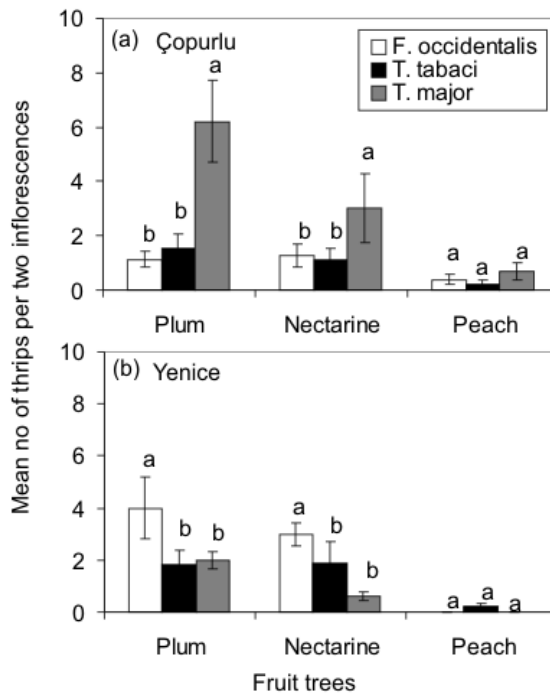 (a) Çopurlu
F. occidentalis
T. tabaci
T. major
Mean no of thrips per two inflorescences
10
8
6
4
2
0
b b a
b b a
a a a
Plum Nectarine Peach
(b) Yenice
10
8
6
4
2
0
a b b
a b b
a a a
Plum Nectarine Peach
Fruit trees